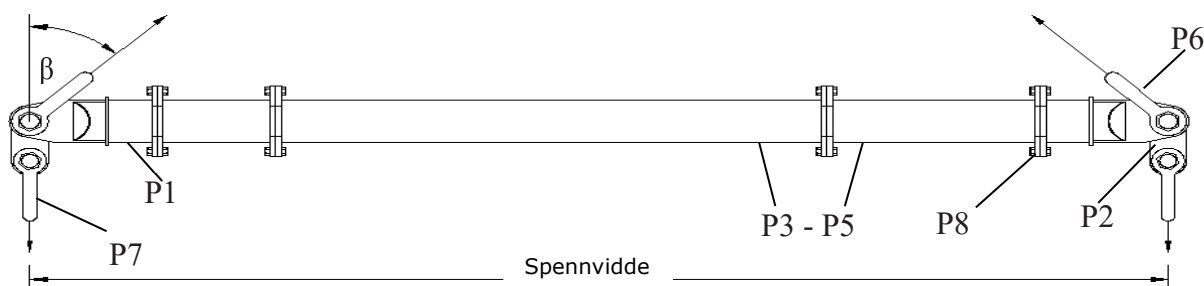 β
P6
P1
P2
P3 - P5
P8
P7
Spennvidde